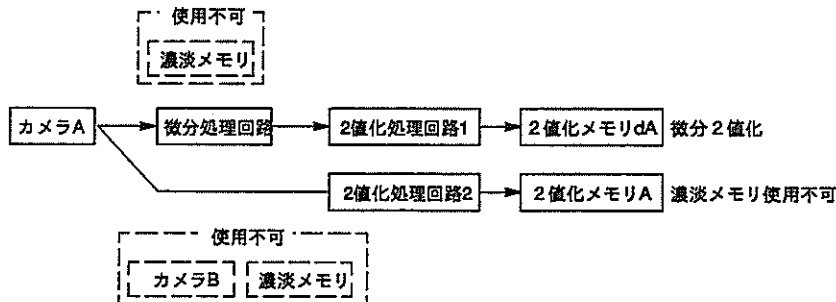 使用不可
濃淡メモリ
カメラA
微分処理回路
2値化処理回路1
2値化メモリdA
微分2値化
2値化処理回路2
2値化メモリA
濃淡メモリ使用不可
使用不可
カメラB
濃淡メモリ